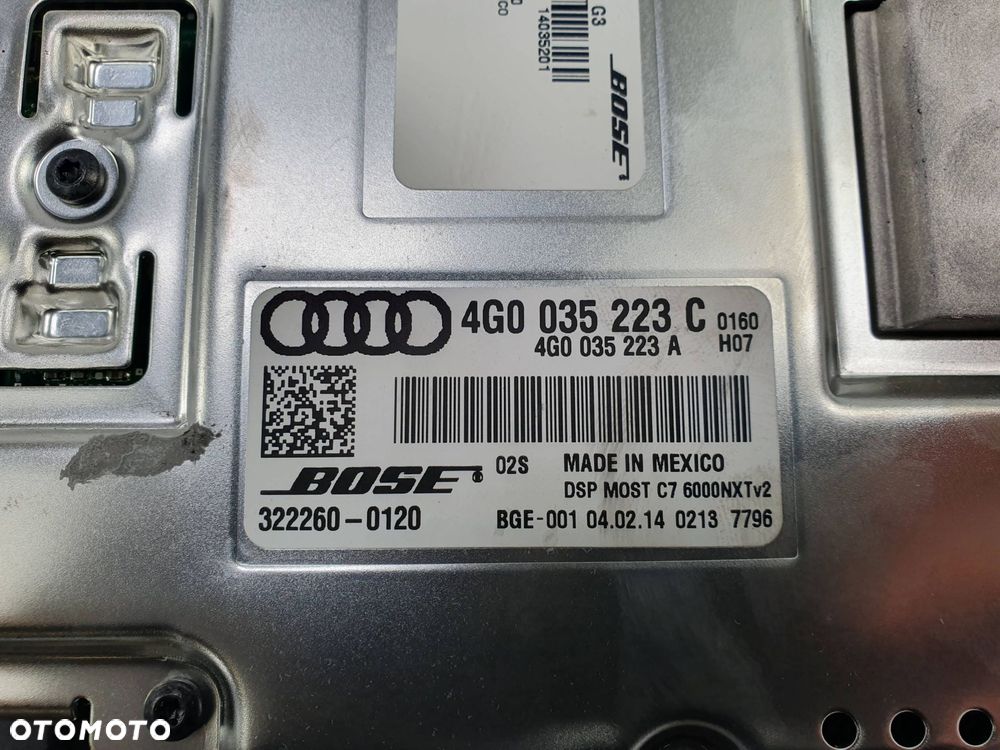 G3
14035201
BOSE
4G0 035 223 C 0160
4G0 035 223 A H07
02S MADE IN MEXICO
BOSE
DSP MOST C7 6000NXTv2
322260-0120 BGE-001 04.02.14 0213 7796
OTOMOTO